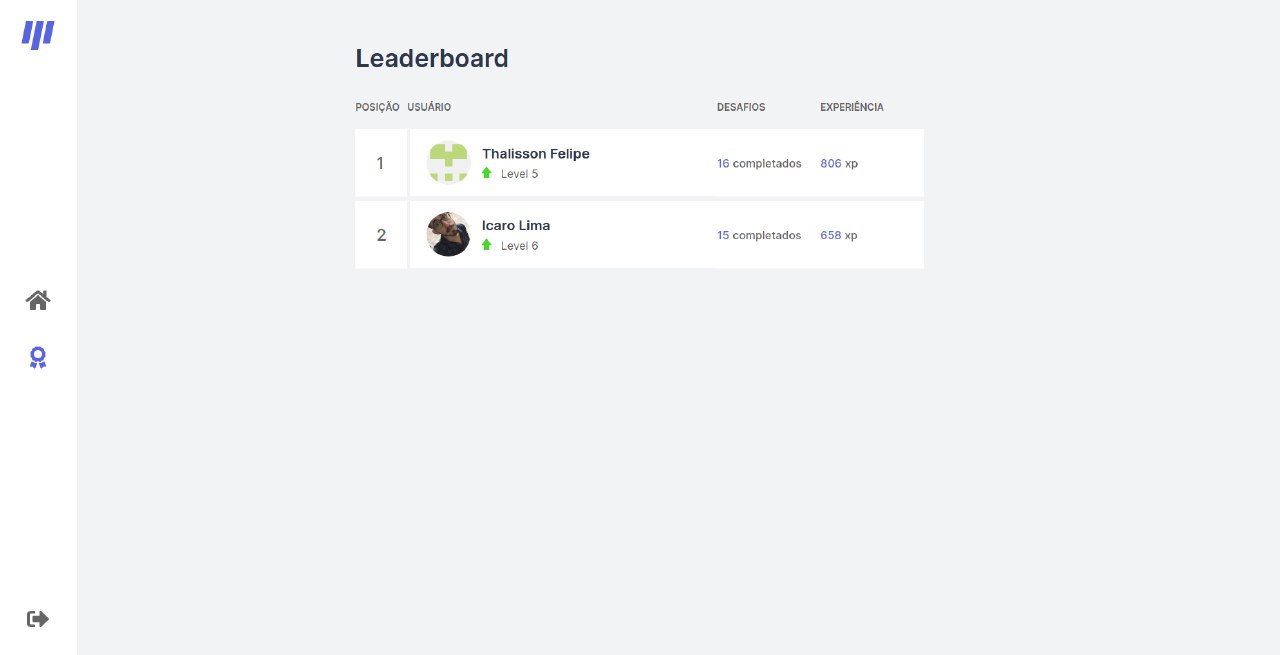 Leaderboard
POSIÇÃO USUÁRIO DESAFIOS EXPERIÊNCIA
1 Thalisson Felipe 16 completados 806 xp
Level 5
2 Icaro Lima 15 completados 658 xp
Level 6